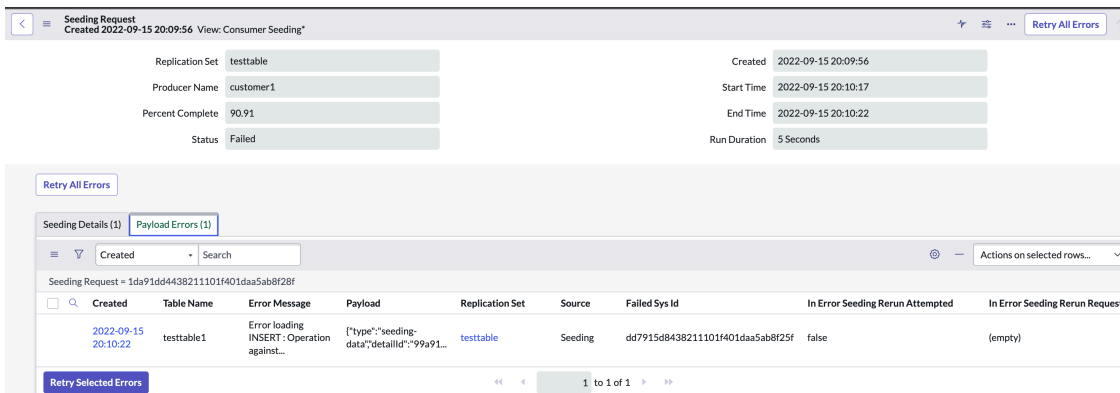 Seeding Request
Created 2022-09-15 20:09:56 View: Consumer Seeding*
Retry All Errors
Replication Set testtable
Created 2022-09-15 20:09:56
Producer Name customer1
Start Time 2022-09-15 20:10:17
Percent Complete 90.91
End Time 2022-09-15 20:10:22
Status Failed
Run Duration 5 Seconds
Retry All Errors
Seeding Details (1) Payload Errors (1)
Created Search Actions on selected rows...
Seeding Request = 1da91dd4438211101f401daa5ab8f28f
Created Table Name Error Message Payload Replication Set Source Failed Sys Id In Error Seeding Rerun Attempted In Error Seeding Rerun Request
2022-09-15
20:10:22
testtable1
Error loading
INSERT : Operation
against...
{"type":"seeding-
data","detailId":"99a91...
testtable
Seeding
dd7915d8438211101f401daa5ab8f25f
false
(empty)
Retry Selected Errors 1 to 1 of 1